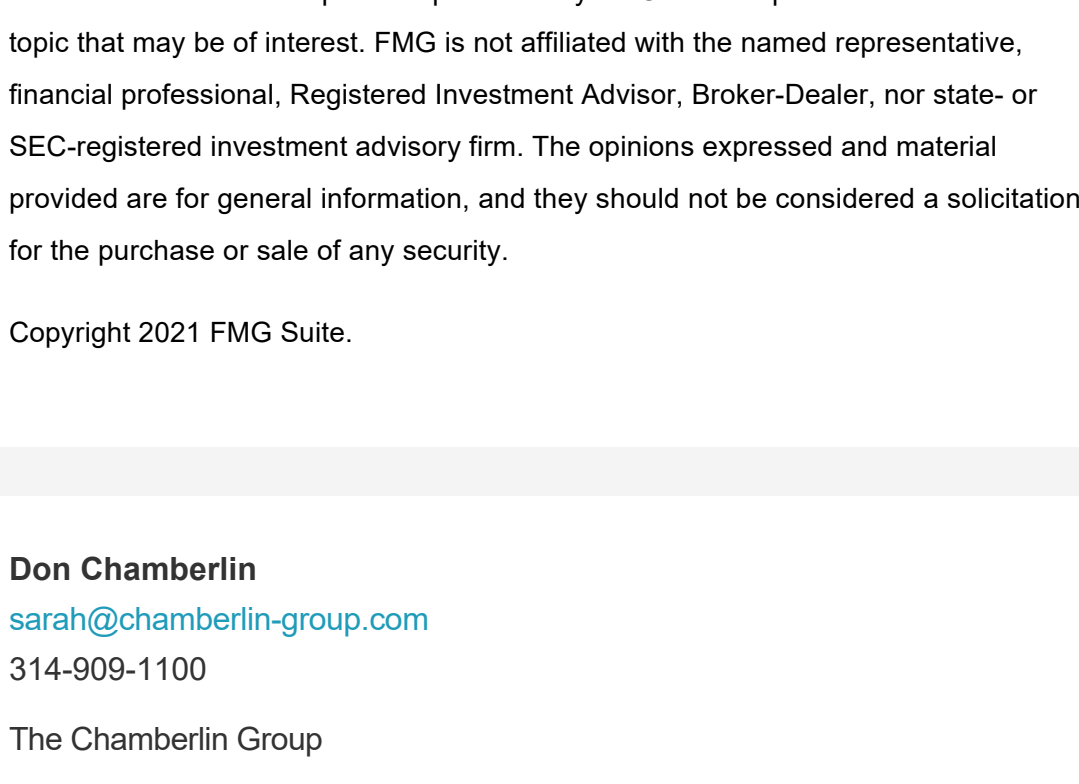 topic that may be of interest. FMG is not affiliated with the named representative,
financial professional, Registered Investment Advisor, Broker-Dealer, nor state- or
SEC-registered investment advisory firm. The opinions expressed and material
provided are for general information, and they should not be considered a solicitation
for the purchase or sale of any security.
Copyright 2021 FMG Suite.
Don Chamberlin
sarah@chamberlin-group.com
314-909-1100
The Chamberlin Group